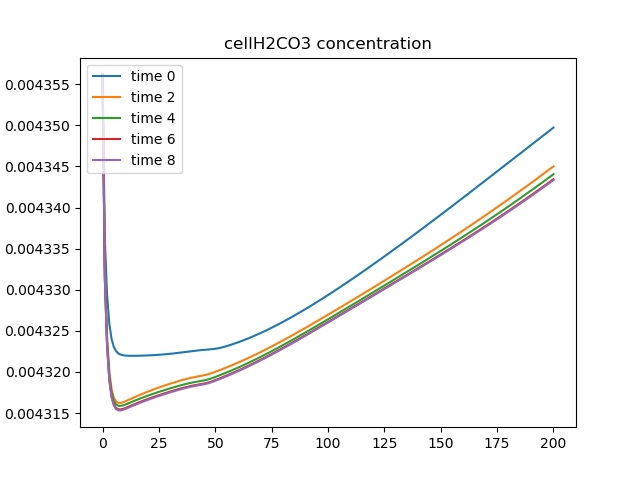 cellH2CO3 concentration
0.004355
0.004350
0.004345
0.004340
0.004335
0.004330
0.004325
0.004320
0.004315
time 0
time 2
time 4
time 6
time 8
0 25 50 75 100 125 150 175 200